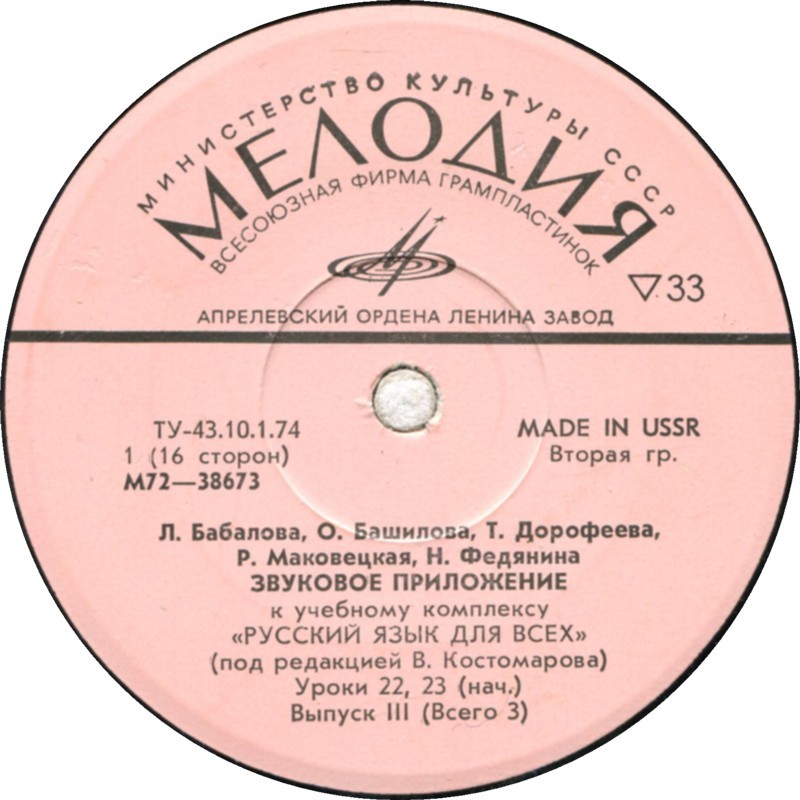 МИНИСТЕРСТВО КУЛЬТУРЫ СССР
МЕЛОДИЯ
ВСЕСОЮЗНАЯ ФИРМА ГРАМПЛАСТИНОК
▽33
АПРЕЛЕВСКИЙ ОРДЕНА ЛЕНИНА ЗАВОД
ТУ-43.10.1.74
MADE IN USSR
1 (16 сторон)
Вторая гр.
М72—38673
Л. Бабалова, О. Башилова, Т. Дорофеева,
Р. Маковецкая, Н. Федянина
ЗВУКОВОЕ ПРИЛОЖЕНИЕ
к учебному комплексу
«РУССКИЙ ЯЗЫК ДЛЯ ВСЕХ»
(под редакцией В. Костомарова)
Уроки 22, 23 (нач.)
Выпуск III (Всего 3)